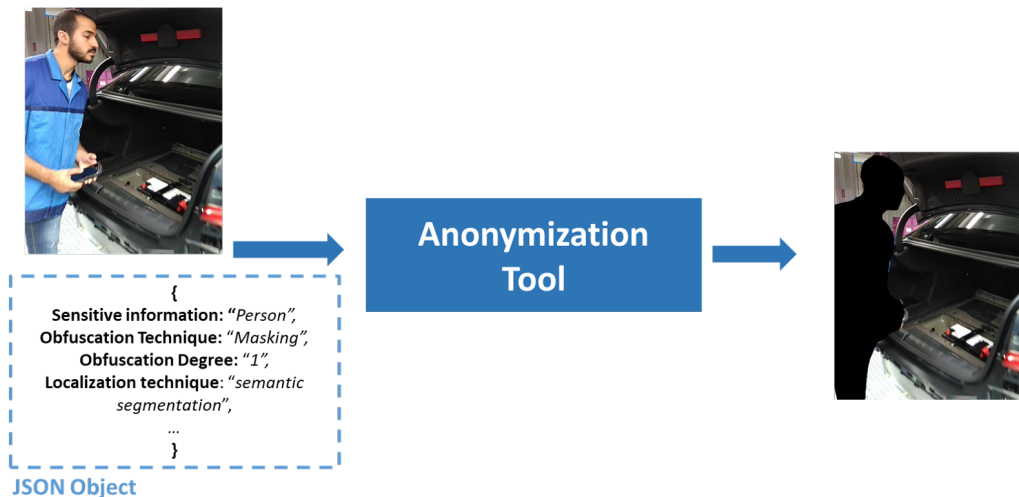 Anonymization
Tool
{
Sensitive information: “Person”,
Obfuscation Technique: “Masking”,
Obfuscation Degree: “1”,
Localization technique: “semantic
segmentation”,
...
}
JSON Object